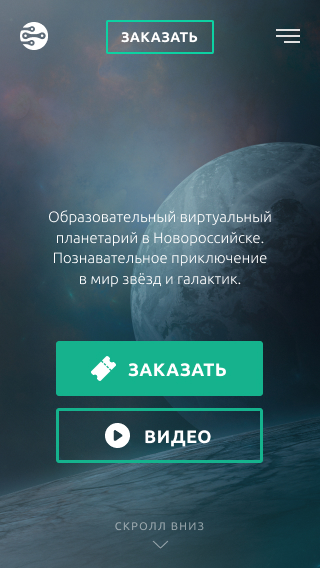 ЗАКАЗАТЬ
Образовательный виртуальный
планетарий в Новороссийске.
Познавательное приключение
в мир звёзд и галактик.
ЗАКАЗАТЬ
ВИДЕО
СКРОЛЛ ВНИЗ